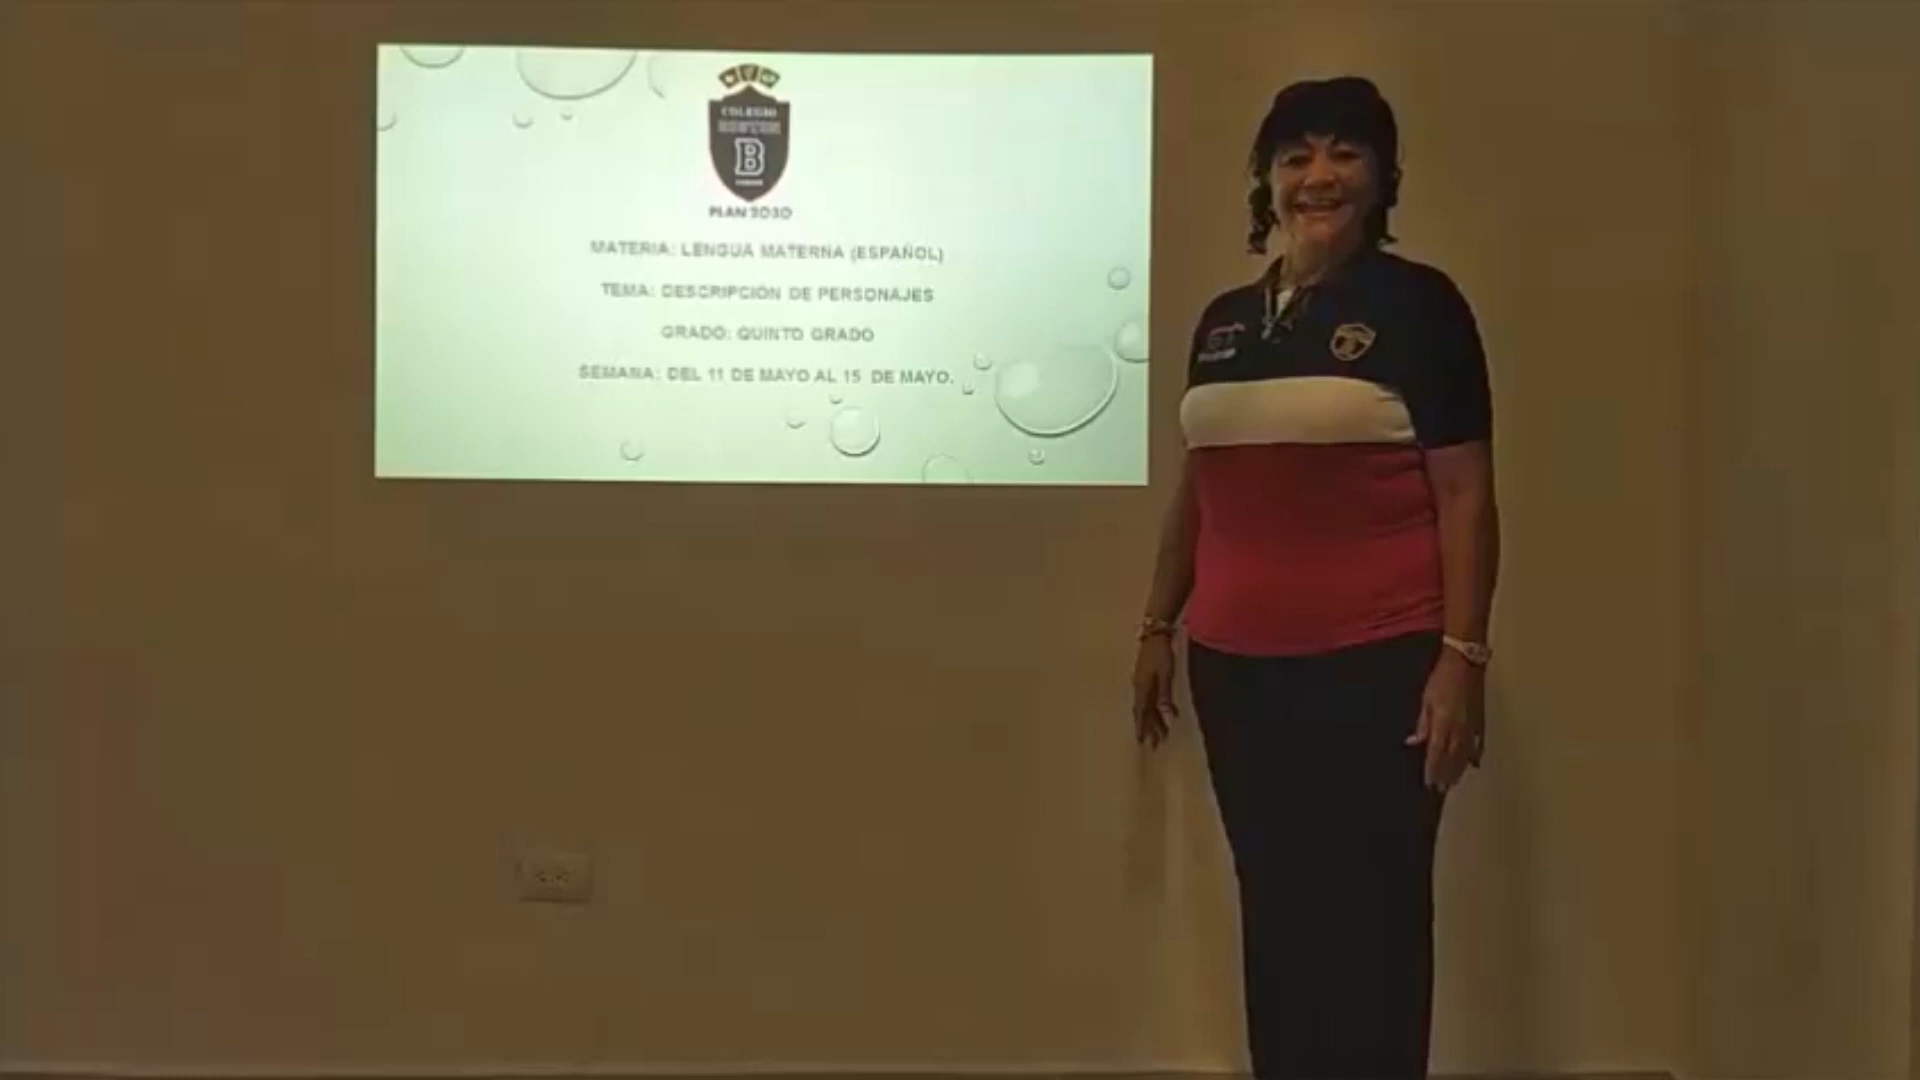 COLEGIO
BOSTON
B
PLAN 2030
MATERIA: LENGUA MATERNA (ESPAÑOL)
TEMA: DESCRIPCIÓN DE PERSONAJES
GRADO: QUINTO GRADO
SEMANA: DEL 11 DE MAYO AL 15 DE MAYO.